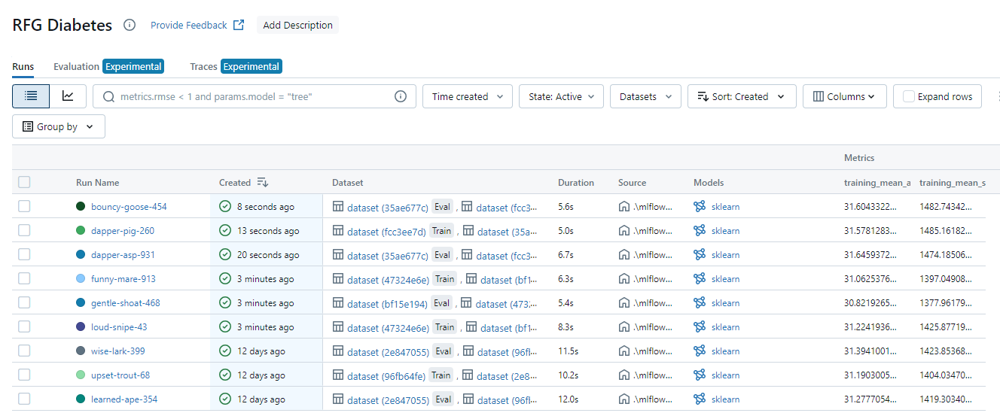 RFG Diabetes Provide Feedback Add Description
Runs Evaluation Experimental Traces Experimental
metrics.rmse < 1 and params.model = "tree" Time created State: Active Datasets Sort: Created Columns Expand rows
Group by
Metrics
Run Name Created Dataset Duration Source Models training_mean_a training_mean_s
bouncy-goose-454 8 seconds ago dataset (35ae677c) Eval , dataset (fcc3... 5.6s .\mlflow... sklearn 31.6043322... 1482.74342...
dapper-pig-260 13 seconds ago dataset (fcc3ee7d) Train , dataset (35a... 5.0s .\mlflow... sklearn 31.5781283... 1485.16182...
dapper-asp-931 20 seconds ago dataset (35ae677c) Eval , dataset (fcc3... 6.7s .\mlflow... sklearn 31.6459372... 1474.18506...
funny-mare-913 3 minutes ago dataset (47324e6e) Train , dataset (bf1... 6.3s .\mlflow... sklearn 31.0625376... 1397.04908...
gentle-shoat-468 3 minutes ago dataset (bf15e194) Eval , dataset (473... 5.4s .\mlflow... sklearn 30.8219265... 1377.96179...
loud-snipe-43 3 minutes ago dataset (47324e6e) Train , dataset (bf1... 8.3s .\mlflow... sklearn 31.2241936... 1425.87719...
wise-lark-399 12 days ago dataset (2e847055) Eval , dataset (96fl... 11.5s .\mlflow... sklearn 31.3941001... 1423.85368...
upset-trout-68 12 days ago dataset (96fb64fe) Train , dataset (2e8... 10.2s .\mlflow... sklearn 31.1903005... 1404.03470...
learned-ape-354 12 days ago dataset (2e847055) Eval , dataset (96fl... 12.0s .\mlflow... sklearn 31.2777054... 1419.30340...